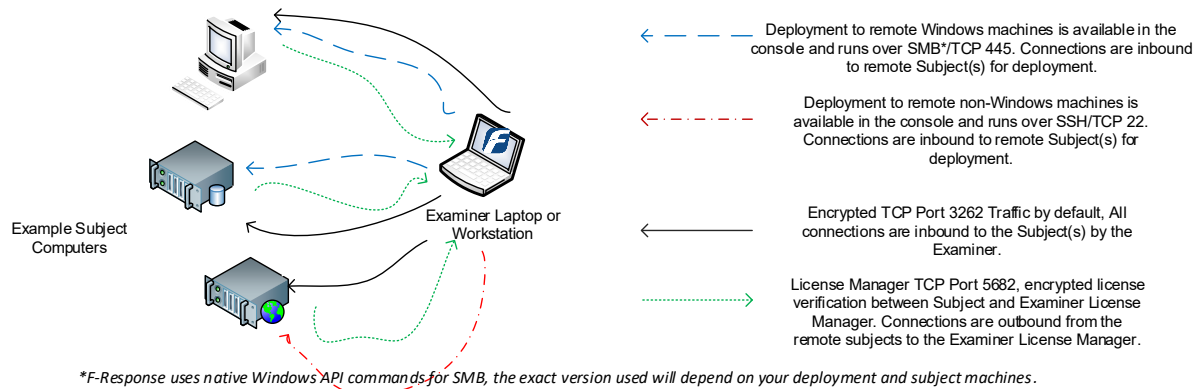 Deployment to remote Windows machines is available in the
console and runs over SMB*/TCP 445. Connections are inbound
to remote Subject(s) for deployment.
Deployment to remote non-Windows machines is
available in the console and runs over SSH/TCP 22.
Connections are inbound to remote Subject(s) for
deployment.
Example Subject
Computers
Examiner Laptop or
Workstation
Encrypted TCP Port 3262 Traffic by default, All
connections are inbound to the Subject(s) by the
Examiner.
License Manager TCP Port 5682, encrypted license
verification between Subject and Examiner License
Manager. Connections are outbound from the
remote subjects to the Examiner License Manager.
*F-Response uses native Windows API commands for SMB, the exact version used will depend on your deployment and subject machines.